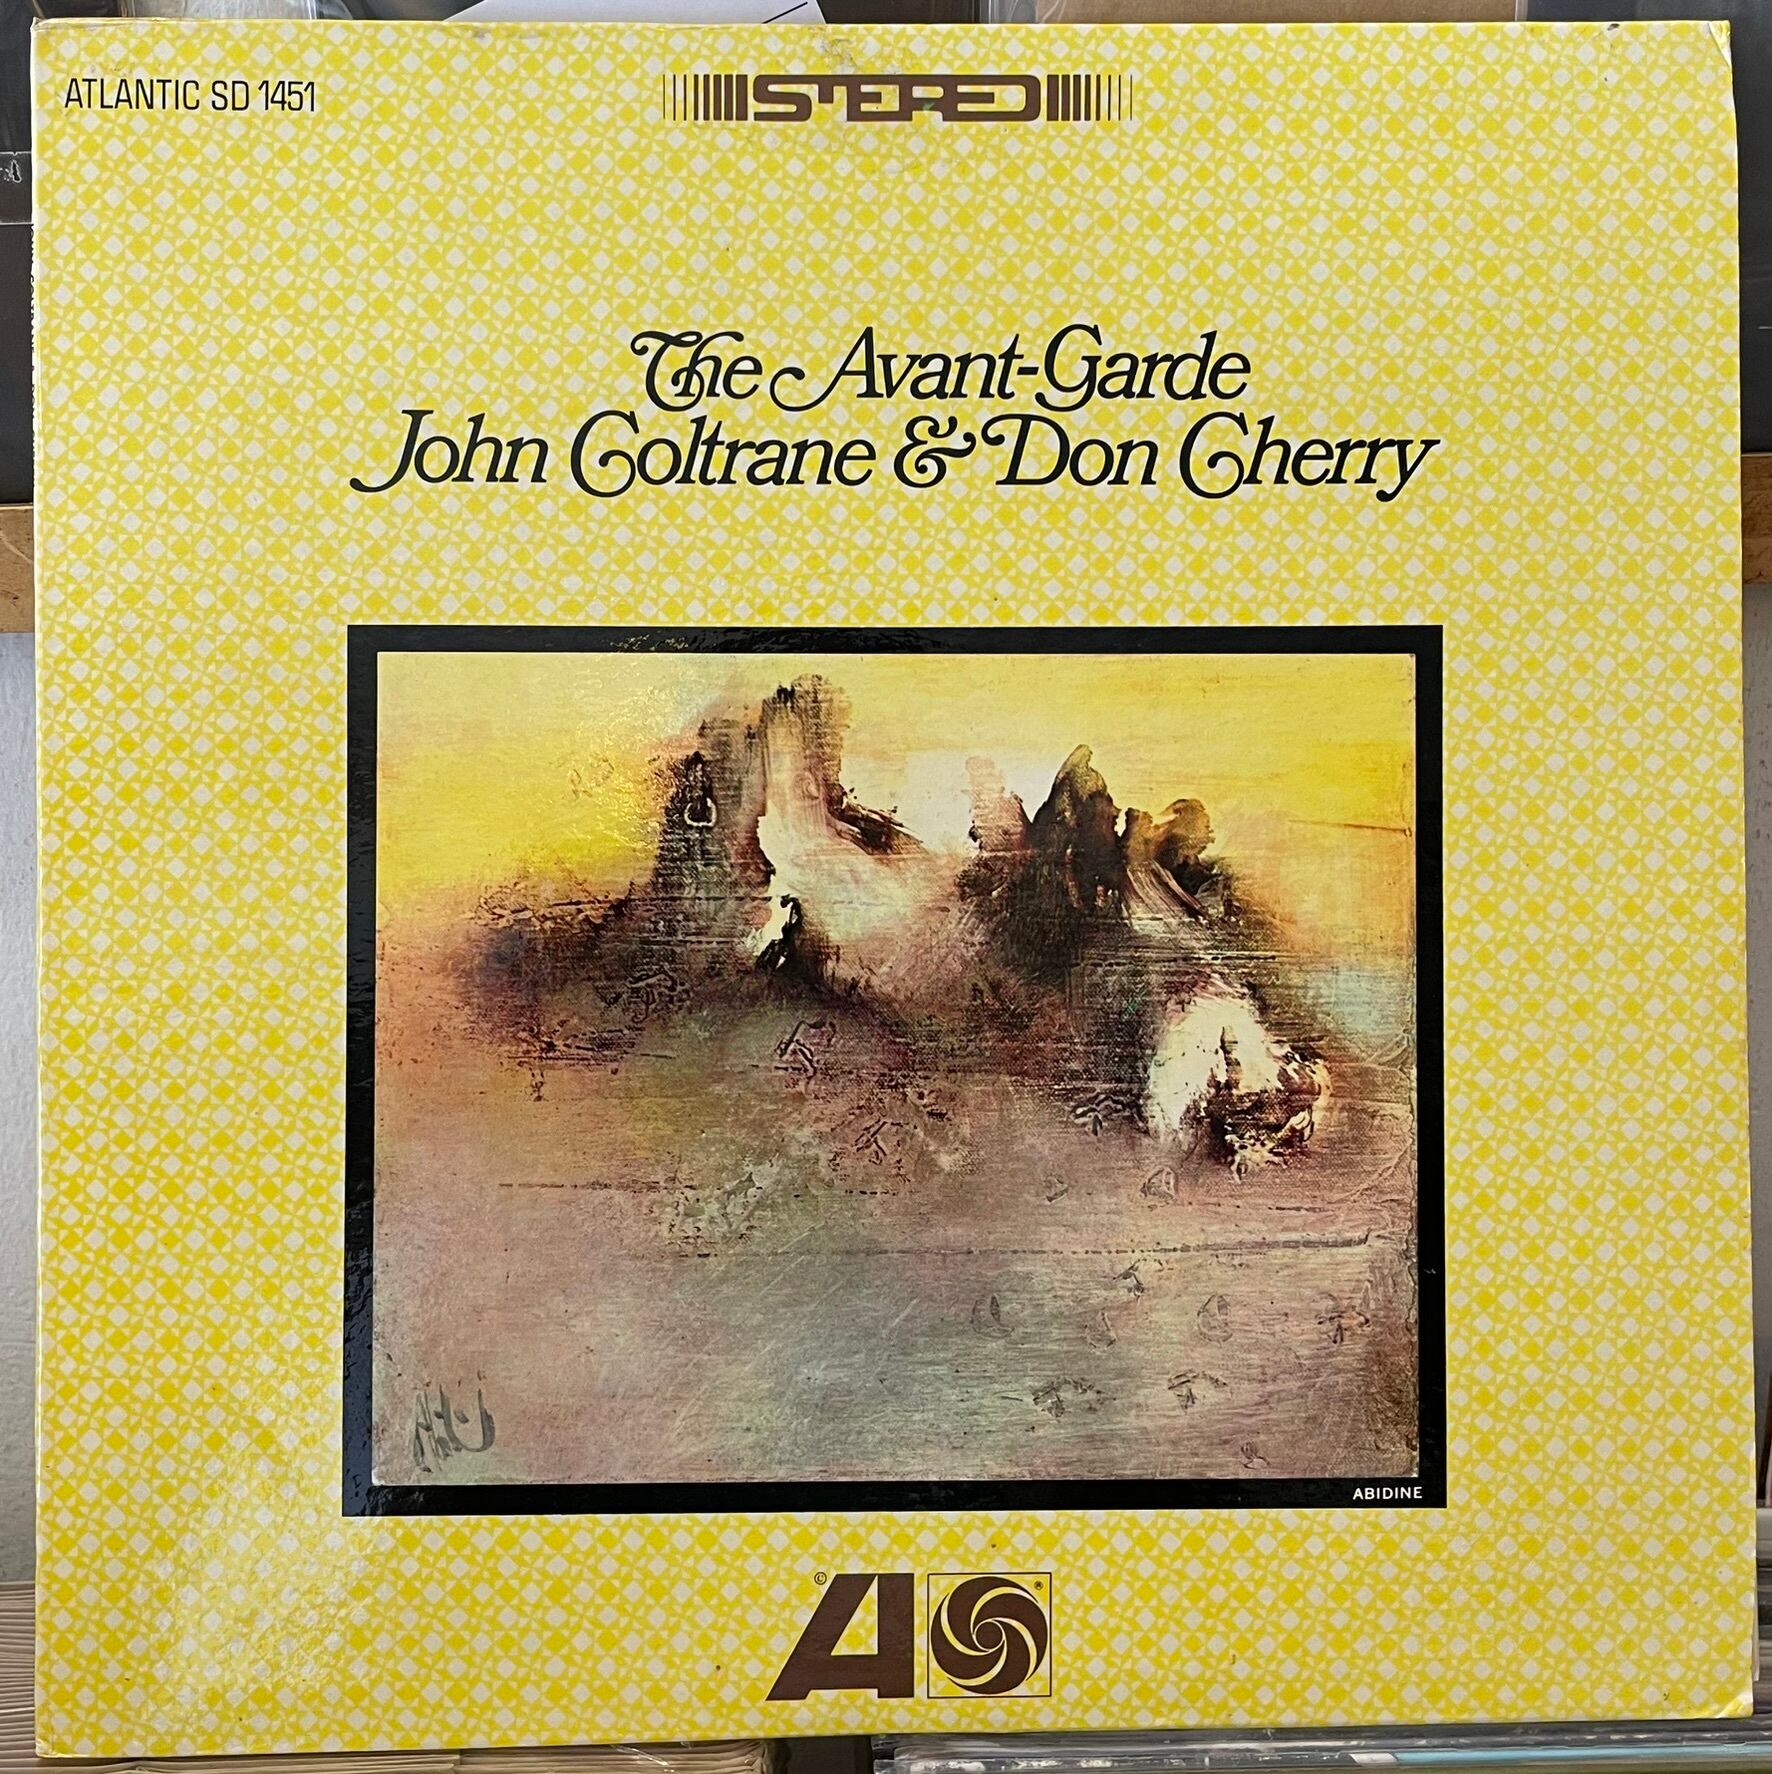 ATLANTIC SD 1451
STEREO
The Avant-Garde
John Coltrane & Don Cherry
ABIDINE
© A ®